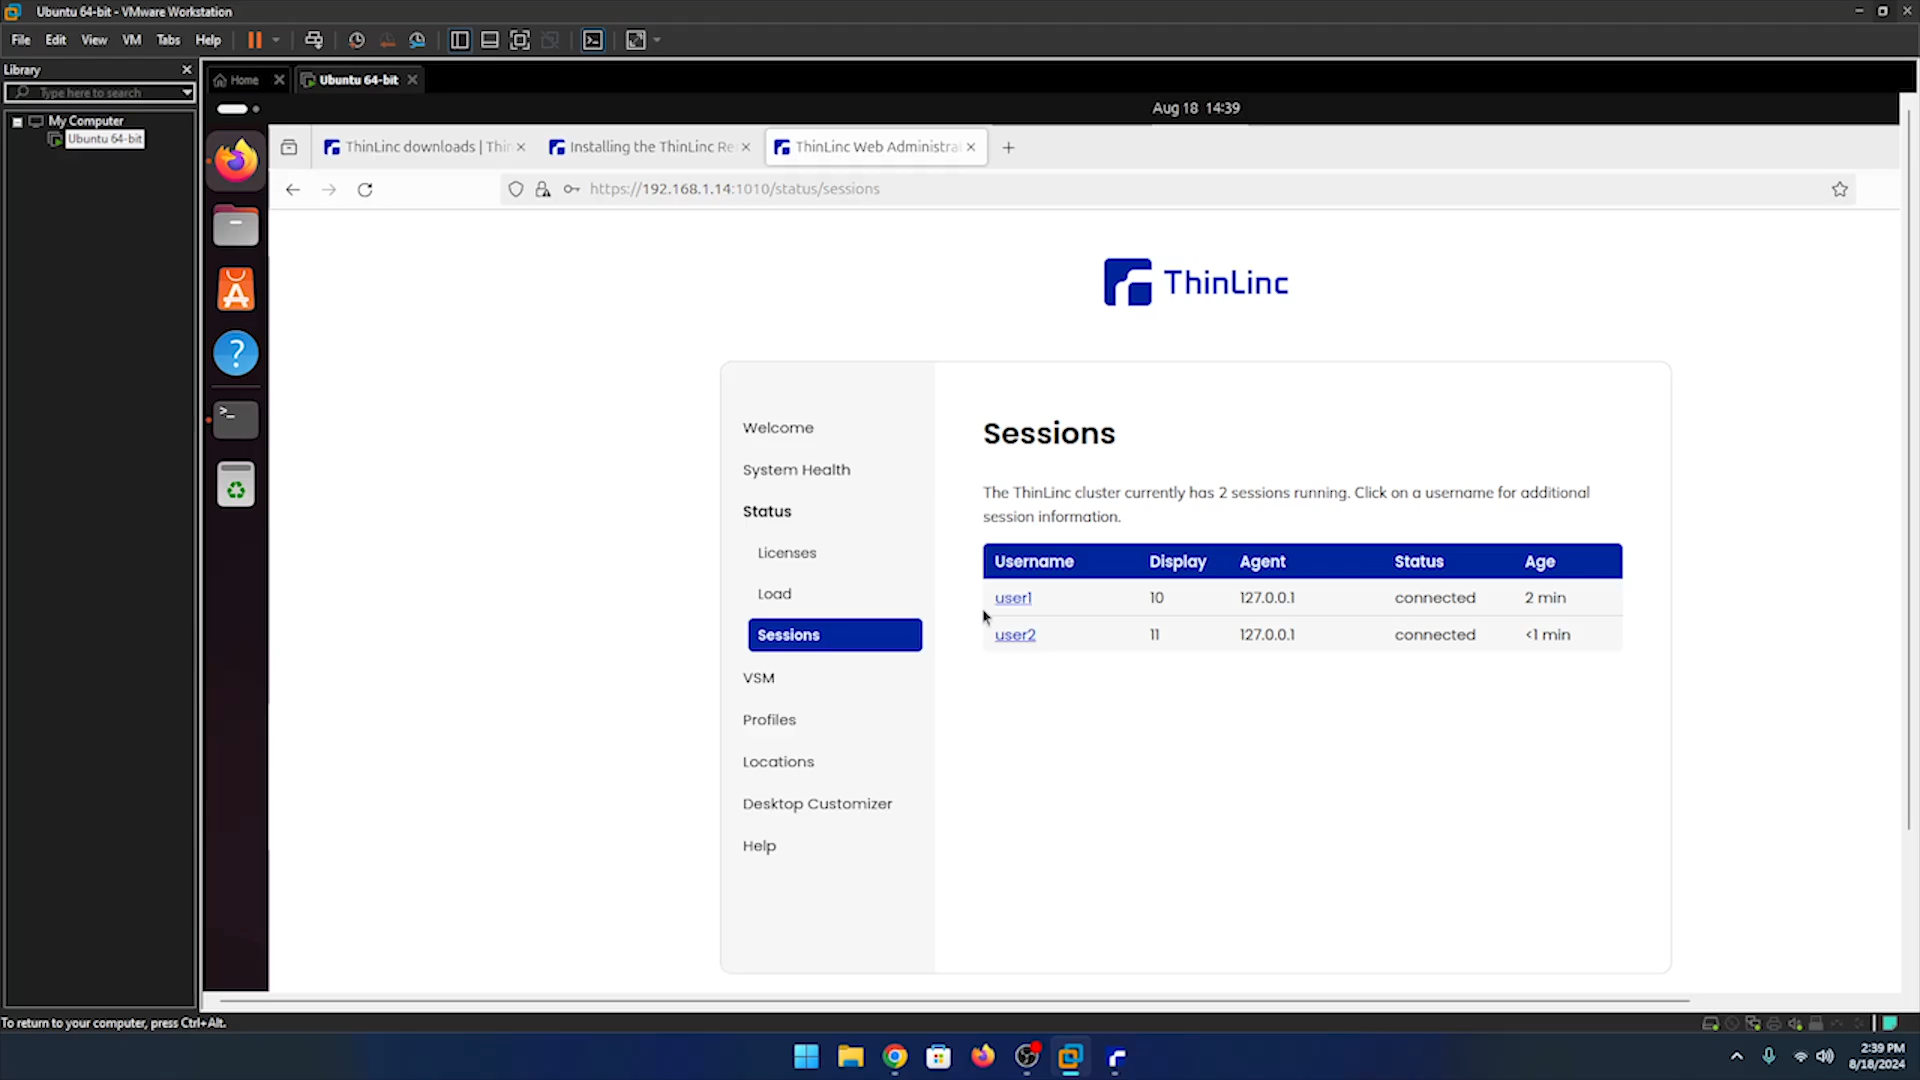 Ubuntu 64-bit - VMware Workstation
File Edit View VM Tabs Help
Library
Type here to search
My Computer
Ubuntu 64-bit
Home
Ubuntu 64-bit
Aug 18 14:39
ThinLinc downloads | Thin
Installing the ThinLinc Re
ThinLinc Web Administra
https://192.168.1.14:1010/status/sessions
ThinLinc
Welcome
System Health
Status
Licenses
Load
Sessions
VSM
Profiles
Locations
Desktop Customizer
Help
Sessions
The ThinLinc cluster currently has 2 sessions running. Click on a username for additional
session information.
Username Display Agent Status Age
user1 10 127.0.0.1 connected 2 min
user2 11 127.0.0.1 connected <1 min
To return to your computer, press Ctrl+Alt.
2:39 PM
8/18/2024